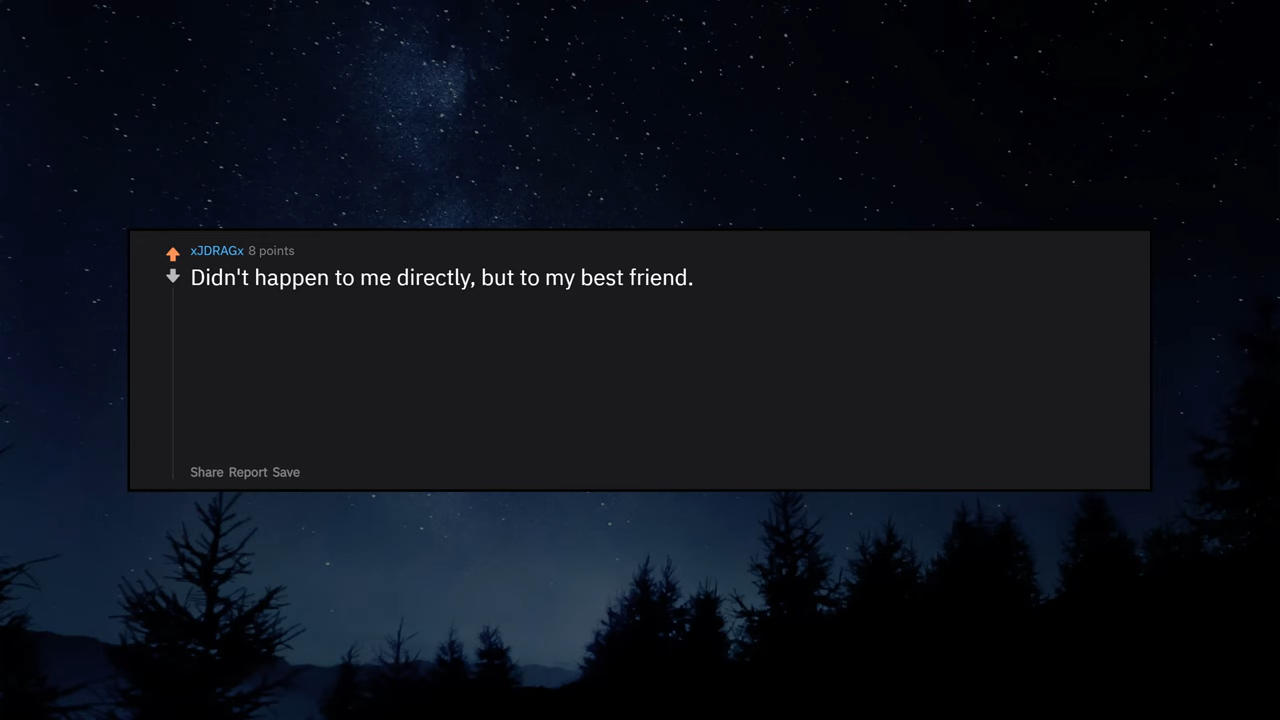 xJDRAGx 8 points
Didn't happen to me directly, but to my best friend.
Share Report Save